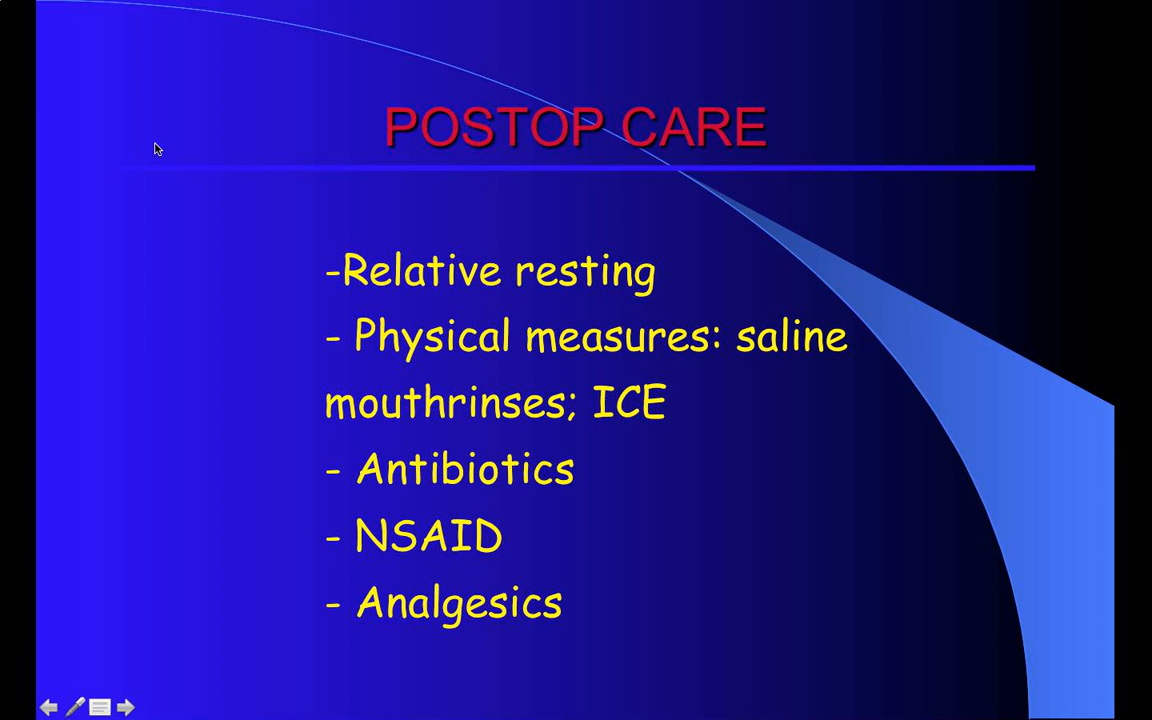 POSTOP CARE
-Relative resting
- Physical measures: saline
mouthrinses; ICE
- Antibiotics
- NSAID
- Analgesics